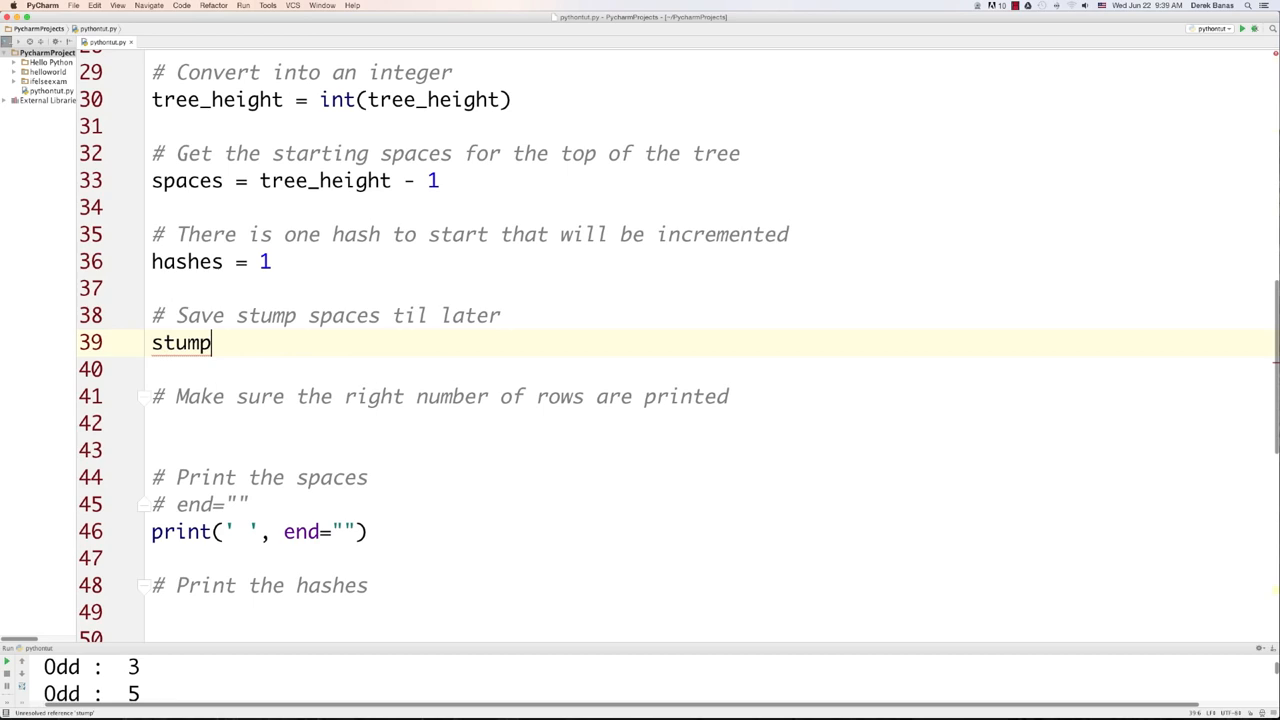 PyCharm File Edit View Navigate Code Refactor Run Tools VCS Window Help
10 Wed Jun 22 9:39 AM Derek Banas
pythontut.py - PycharmProjects - [~/PycharmProjects]
PycharmProjects pythontut.py
pythontut
pythontut.py ×
PycharmProject
Hello Python
helloworld
ifelseexam
pythontut.py
External Librarie
29 # Convert into an integer
30 tree_height = int(tree_height)
31
32 # Get the starting spaces for the top of the tree
33 spaces = tree_height - 1
34
35 # There is one hash to start that will be incremented
36 hashes = 1
37
38 # Save stump spaces til later
39 stump
40
41 # Make sure the right number of rows are printed
42
43
44 # Print the spaces
45 # end=""
46 print(' ', end="")
47
48 # Print the hashes
49
50
Run pythontut
Odd : 3
Odd : 5
Unresolved reference 'stump'
39:6 LF÷ UTF-8÷